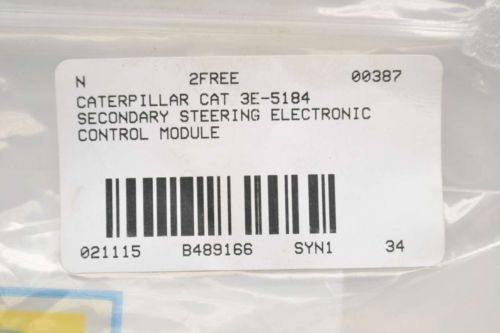 N 2FREE 00387
CATERPILLAR CAT 3E-5184
SECONDARY STEERING ELECTRONIC
CONTROL MODULE
021115 B489166 SYN1 34